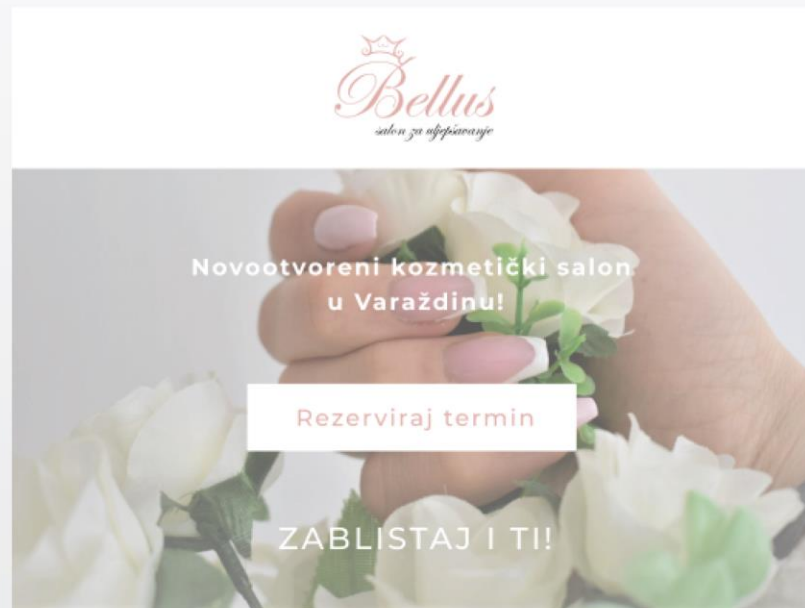 Bellus
salon za uljepšavanje
Novootvoreni kozmetički salon
u Varaždinu!
Rezerviraj termin
ZABLISTAJ I TI!